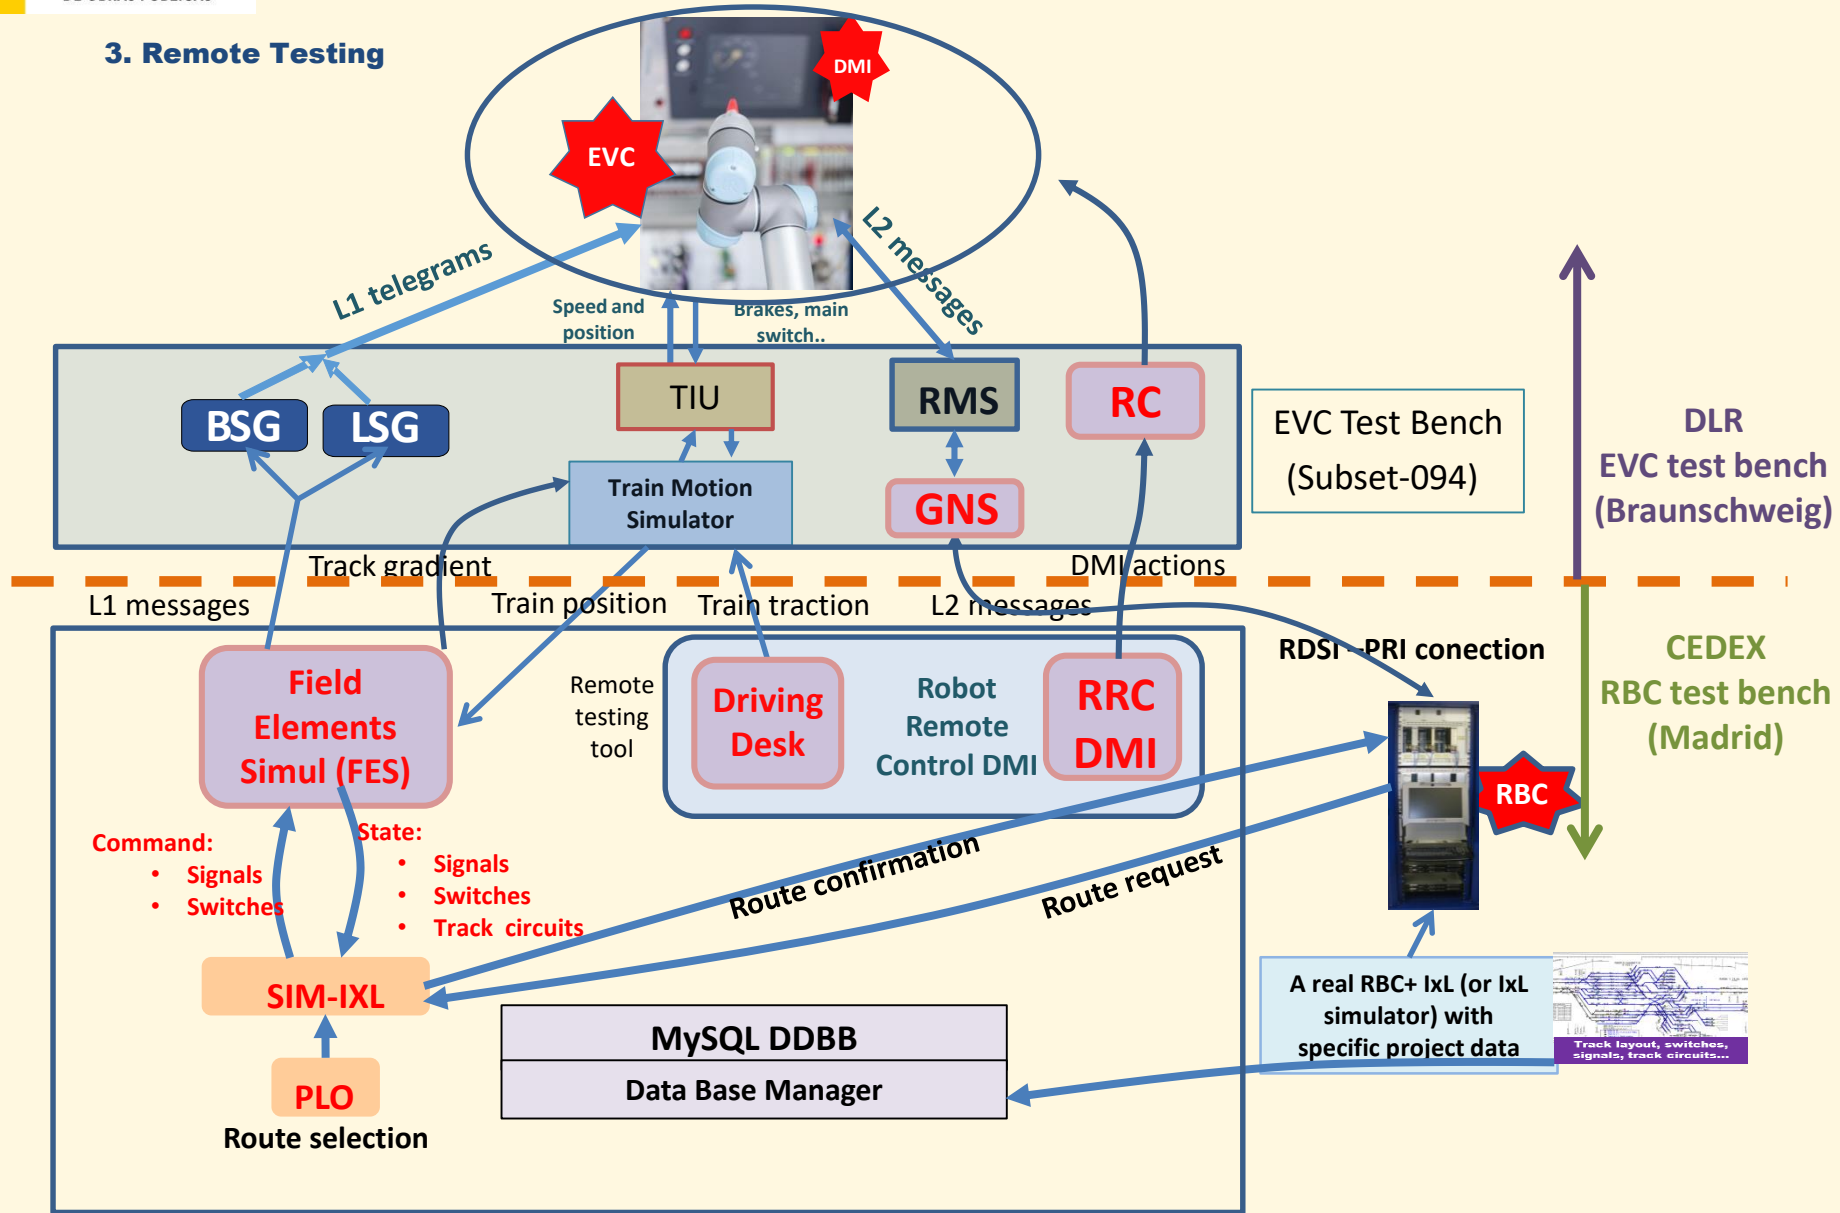 3. Remote Testing
DMI
EVC
L1 telegrams
L2 messages
Speed and
position
Brakes, main
switch..
BSG
LSG
TIU
RMS
RC
Train Motion
Simulator
GNS
EVC Test Bench
(Subset-094)
DLR
EVC test bench
(Braunschweig)
Track gradient
DMI actions
L1 messages
Train position
Train traction
L2 messages
RDSI –PRI conection
CEDEX
RBC test bench
(Madrid)
Field
Elements
Simul (FES)
Remote
testing
tool
Driving
Desk
Robot
Remote
Control DMI
RRC
DMI
RBC
Command:
• Signals
• Switches
State:
• Signals
• Switches
• Track circuits
Route confirmation
Route request
SIM-IXL
PLO
Route selection
MySQL DDBB
Data Base Manager
A real RBC+ IxL (or IxL
simulator) with
specific project data
Track layout, switches,
signals, track circuits...